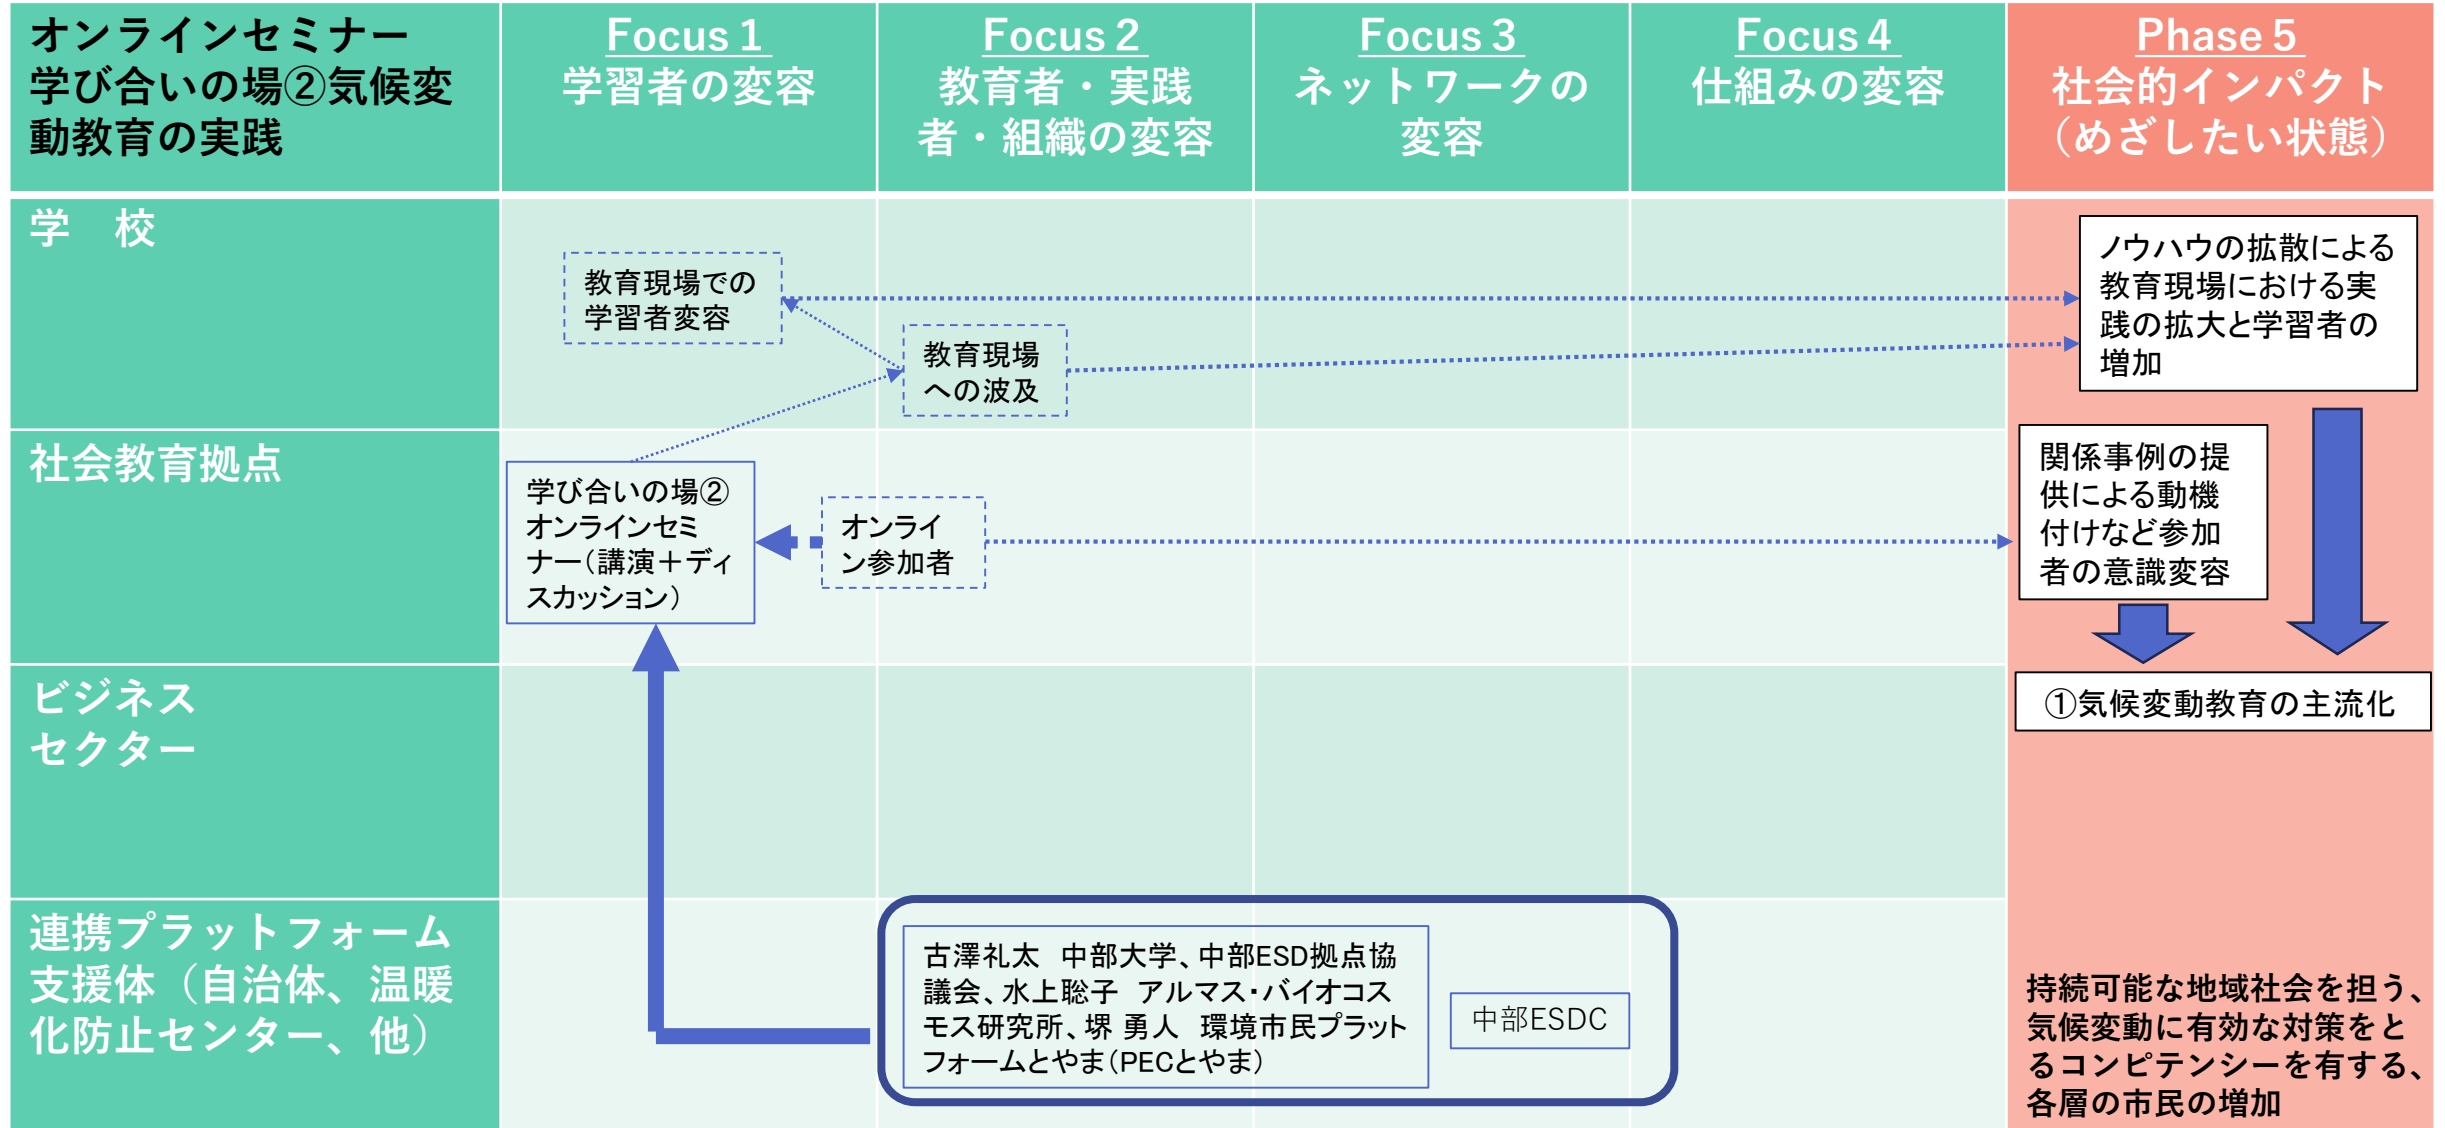 オンラインセミナー
学び合いの場②気候変
動教育の実践
Focus 1
学習者の変容
Focus 2
教育者・実践
者・組織の変容
Focus 3
ネットワークの
変容
Focus 4
仕組みの変容
Phase 5
社会的インパクト
（めざしたい状態）
学　校
教育現場での
学習者変容
教育現場
への波及
ノウハウの拡散による
教育現場における実
践の拡大と学習者の
増加
社会教育拠点
学び合いの場②
オンラインセミ
ナー（講演＋ディ
スカッション）
オンライ
ン参加者
関係事例の提
供による動機
付けなど参加
者の意識変容
ビジネス
セクター
①気候変動教育の主流化
連携プラットフォーム
支援体（自治体、温暖
化防止センター、他）
古澤礼太　中部大学、中部ESD拠点協
議会、水上聡子　アルマス・バイオコス
モス研究所、堺 勇人　環境市民プラット
フォームとやま（PECとやま）
中部ESDC
持続可能な地域社会を担う、
気候変動に有効な対策をと
るコンピテンシーを有する、
各層の市民の増加